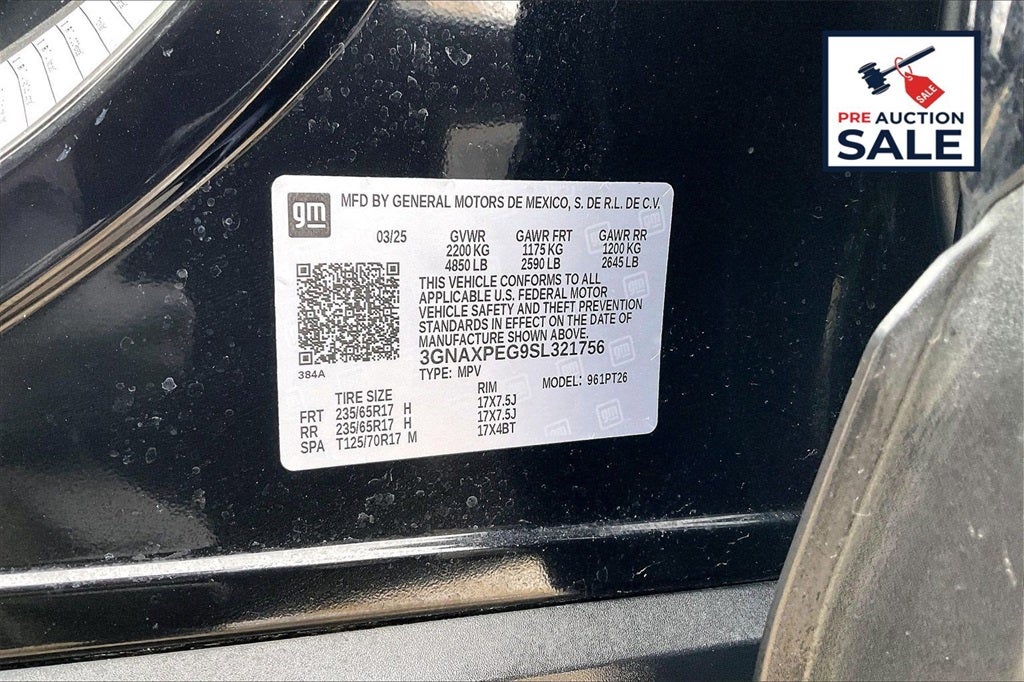 SALE
PRE AUCTION
SALE
gm
MFD BY GENERAL MOTORS DE MEXICO, S. DE R.L. DE C.V.
03/25 GVWR GAWR FRT GAWR RR
2200 KG 1175 KG 1200 KG
4850 LB 2590 LB 2645 LB
THIS VEHICLE CONFORMS TO ALL
APPLICABLE U.S. FEDERAL MOTOR
VEHICLE SAFETY AND THEFT PREVENTION
STANDARDS IN EFFECT ON THE DATE OF
MANUFACTURE SHOWN ABOVE.
3GNAXPEG9SL321756
384A
TYPE: MPV MODEL: 961PT26
TIRE SIZE RIM
FRT 235/65R17 H 17X7.5J
RR 235/65R17 H 17X7.5J
SPA T125/70R17 M 17X4BT